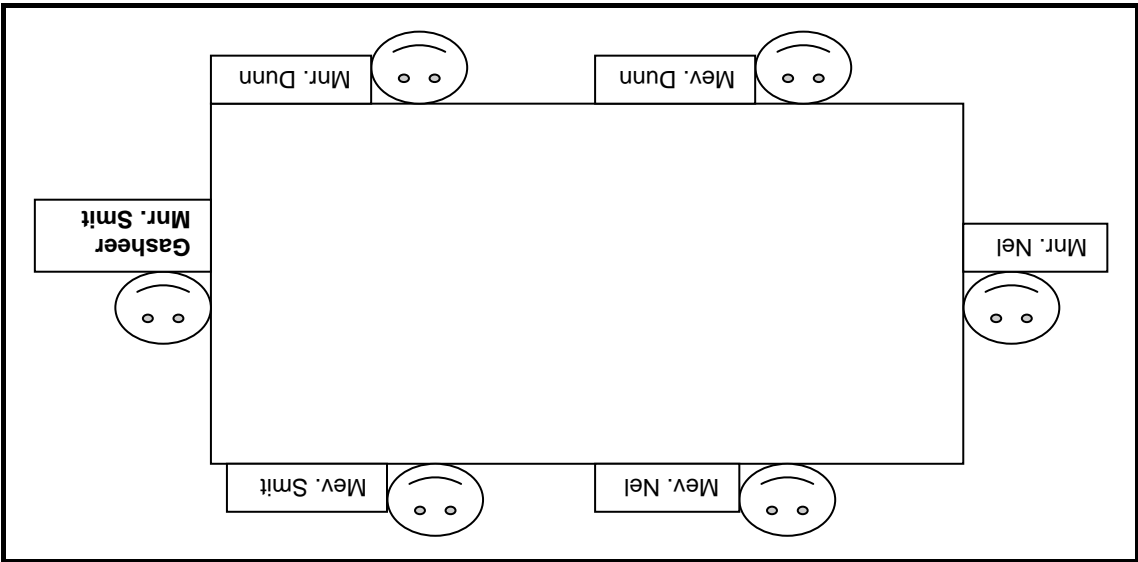 Mev. Nel
Mev. Smit
Mnr. Nel
Gasheer
Mnr. Smit
Mev. Dunn
Mnr. Dunn